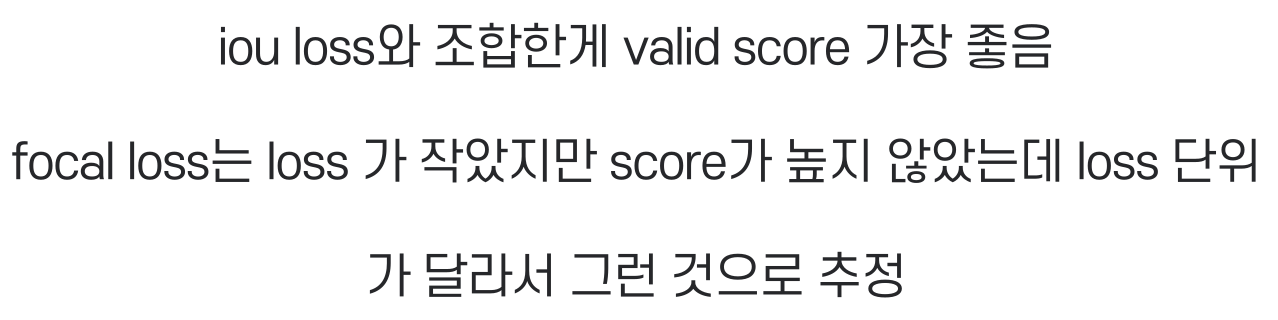 iou loss와 조합한게 valid score 가장 좋음
focal loss는 loss 가 작았지만 score가 높지 않았는데 loss 단위
가 달라서 그런 것으로 추정